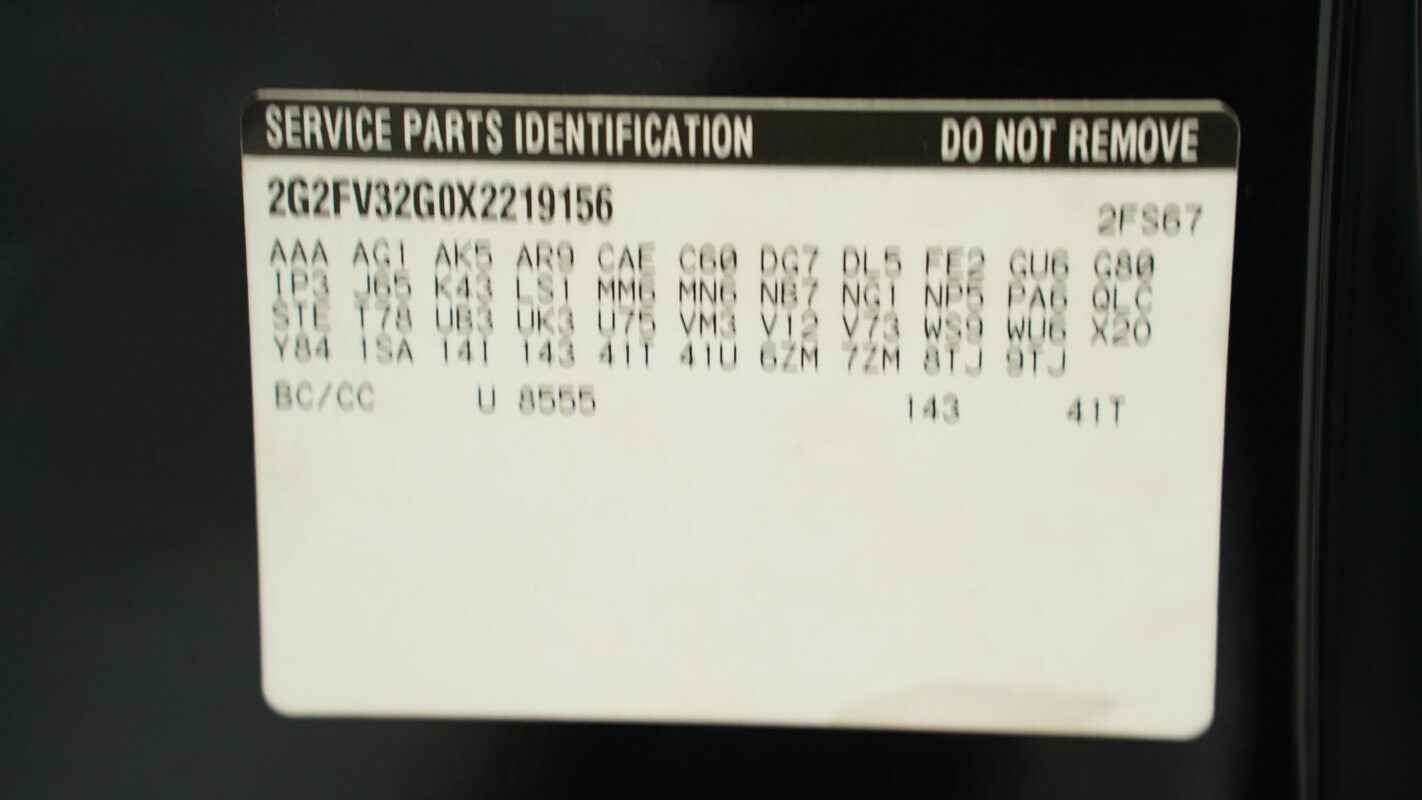 SERVICE PARTS IDENTIFICATION DO NOT REMOVE
2G2FV32G0X2219156 2FS67
AAA AG1 AK5 AR9 CAF C60 DG7 DL5 FE2 GU6 G80
IP3 J65 K43 LS1 MM6 MN6 NB7 NG1 NP5 PA6 QLC
STE T78 UB3 UK3 U75 VM3 V12 V73 WS9 WU6 X20
Y84 1SA 14I 143 41T 41U 6ZM 7ZM 8TJ 9TJ
BC/CC U 8555 143 41T